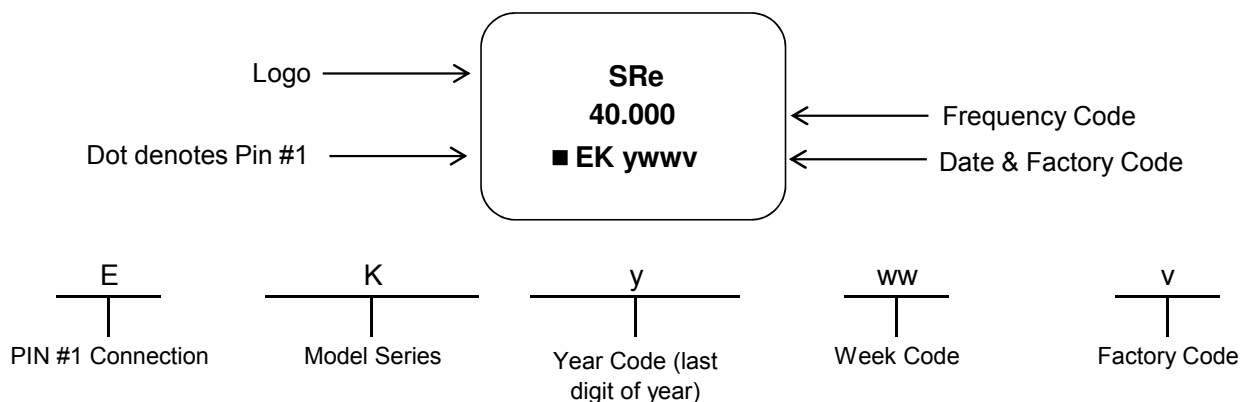 SRe
Logo
40.000
Frequency Code
Dot denotes Pin #1
■ EK ywwv
Date & Factory Code
E K y ww v
PIN #1 Connection Model Series Year Code (last Week Code Factory Code
digit of year)